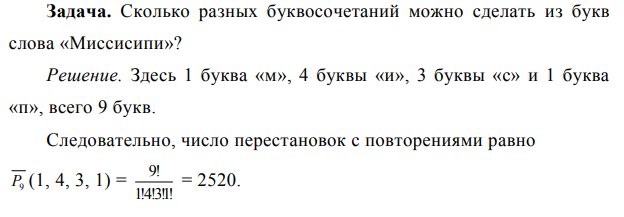 Задача. Сколько разных буквосочетаний можно сделать из букв
слова «Миссисипи»?
Решение. Здесь 1 буква «м», 4 буквы «и», 3 буквы «с» и 1 буква
«п», всего 9 букв.
Следовательно, число перестановок с повторениями равно
P̅₉ (1, 4, 3, 1) = 9! / 1!4!3!1! = 2520.